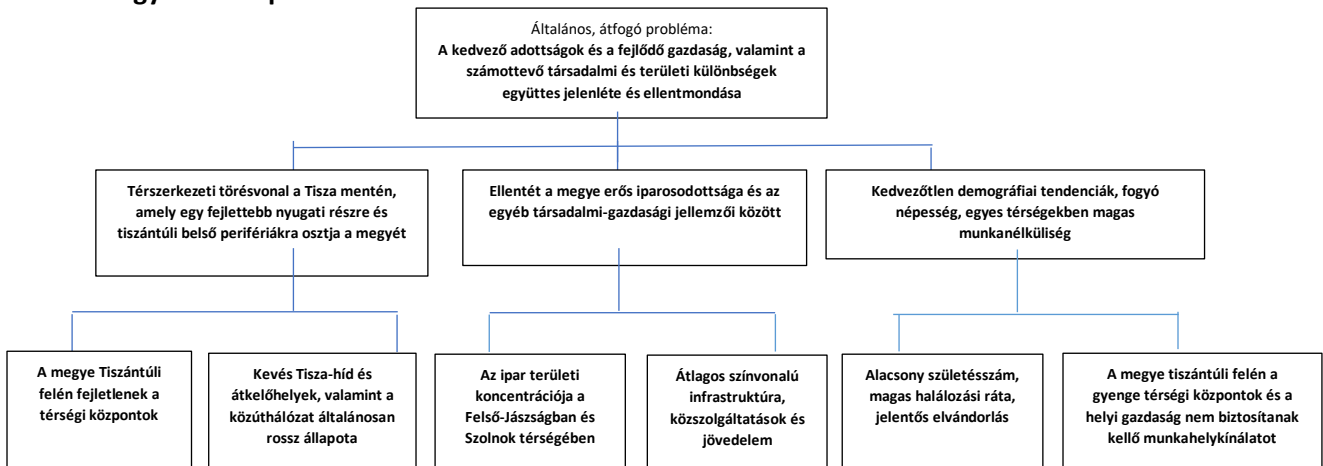 Általános, átfogó probléma:
A kedvező adottságok és a fejlődő gazdaság, valamint a
számottevő társadalmi és területi különbségek
együttes jelenléte és ellentmondása
Térszerkezeti törésvonal a Tisza mentén,
amely egy fejlettebb nyugati részre és
tiszántúli belső perifériákra osztja a megyét
Ellentét a megye erős iparosodottsága és az
egyéb társadalmi-gazdasági jellemzői között
Kedvezőtlen demográfiai tendenciák, fogyó
népesség, egyes térségekben magas
munkanélküliség
A megye Tiszántúli
felén fejletlenek a
térségi központok
Kevés Tisza-híd és
átkelőhelyek, valamint a
közúthálózat általánosan
rossz állapota
Az ipar területi
koncentrációja a
Felső-Jászságban és
Szolnok térségében
Átlagos színvonalú
infrastruktúra,
közszolgáltatások és
jövedelem
Alacsony születésszám,
magas halálozási ráta,
jelentős elvándorlás
A megye tiszántúli felén a
gyenge térségi központok és a
helyi gazdaság nem biztosítanak
kellő munkahelykínálatot